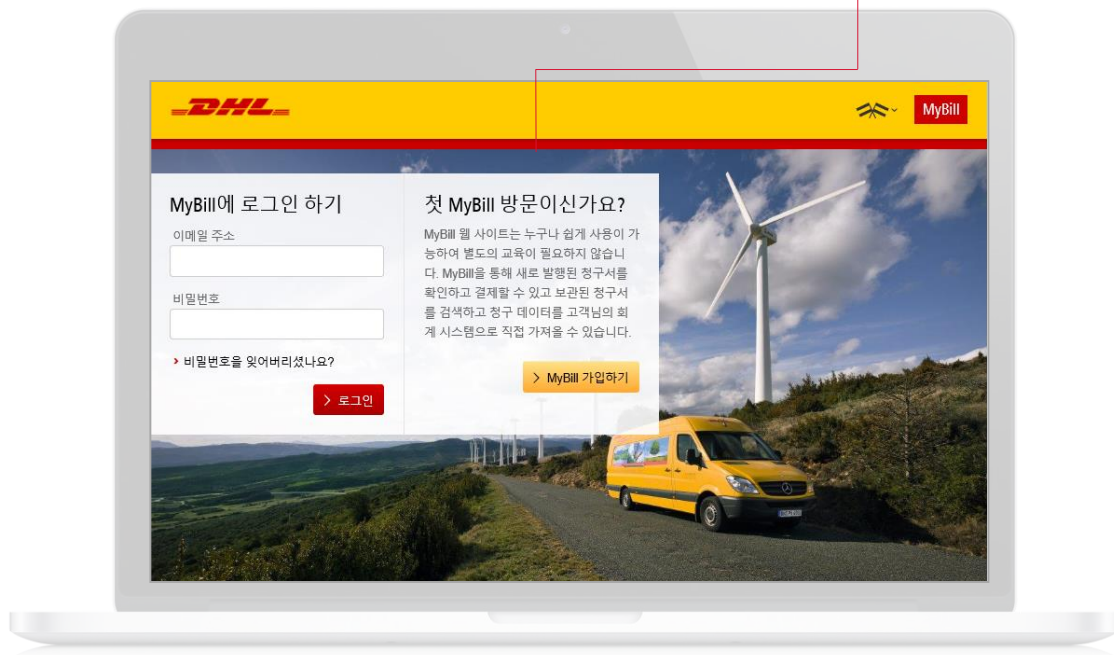 DHL
MyBill
MyBill에 로그인 하기
이메일 주소
비밀번호
비밀번호을 잊어버리셨나요?
로그인
첫 MyBill 방문이신가요?
MyBill 웹 사이트는 누구나 쉽게 사용이 가
능하여 별도의 교육이 필요하지 않습니
다. MyBill을 통해 새로 발행된 청구서를
확인하고 결제할 수 있고 보관된 청구서
를 검색하고 청구 데이터를 고객님의 회
계 시스템으로 직접 가져올 수 있습니다.
MyBill 가입하기